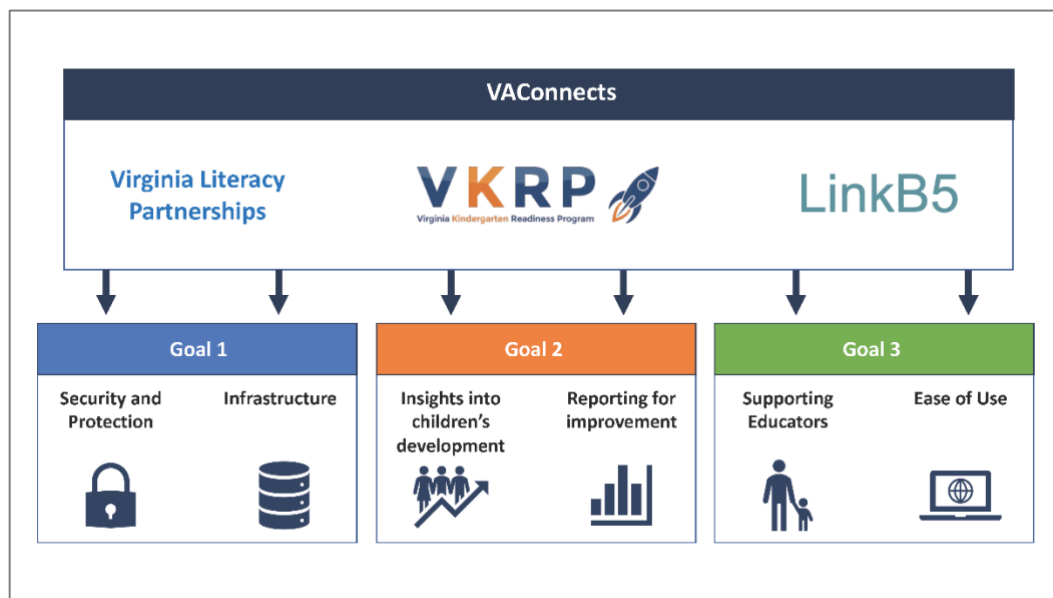 VAConnects
Virginia Literacy
Partnerships
VKRP
Virginia Kindergarten Readiness Program
LinkB5
Goal 1
Security and
Protection
Infrastructure
Goal 2
Insights into
children's
development
Reporting for
improvement
Goal 3
Supporting
Educators
Ease of Use